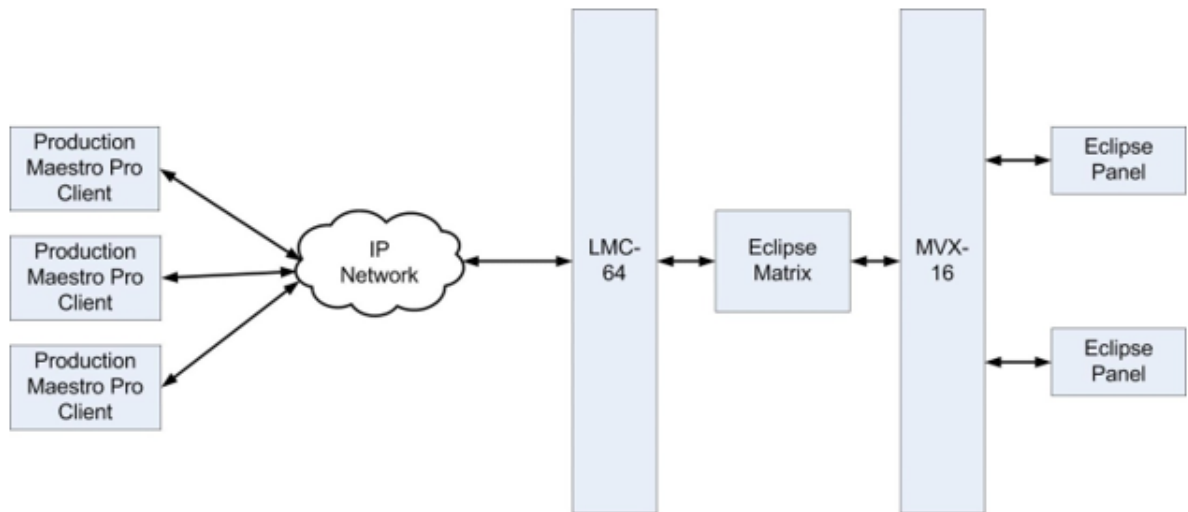 Production
Maestro Pro
Client
Production
Maestro Pro
Client
Production
Maestro Pro
Client
IP
Network
LMC-
64
Eclipse
Matrix
MVX-
16
Eclipse
Panel
Eclipse
Panel